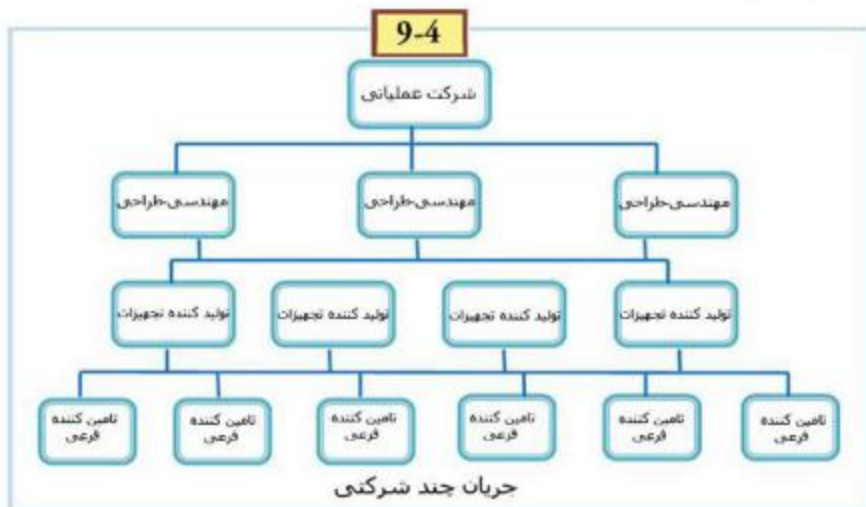 9-4
شرکت عملیاتی
مهندسی-طراحی
مهندسی-طراحی
مهندسی-طراحی
تولید کننده تجهیزات
تولید کننده تجهیزات
تولید کننده تجهیزات
تولید کننده تجهیزات
تامین کننده
فرعی
تامین کننده
فرعی
تامین کننده
فرعی
تامین کننده
فرعی
تامین کننده
فرعی
تامین کننده
فرعی
جریان چند شرکتی